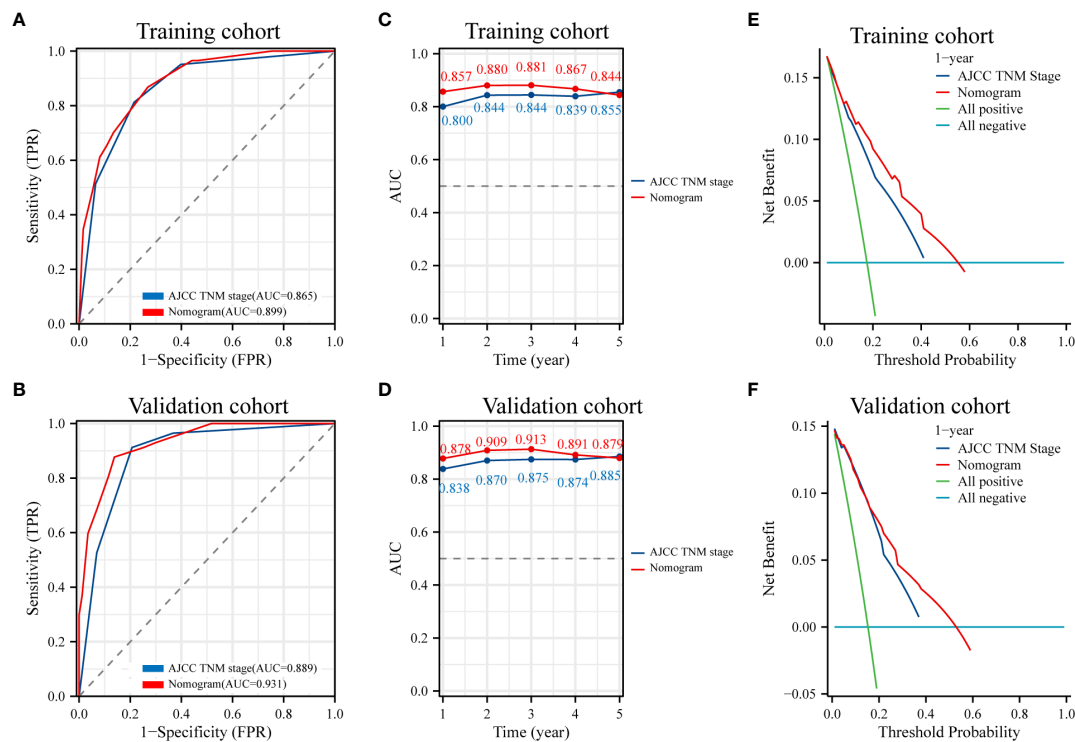 A
Training cohort
Sensitivity (TPR)
1.0
0.8
0.6
0.4
0.2
0.0
AJCC TNM stage(AUC=0.865)
Nomogram(AUC=0.899)
0.0 0.2 0.4 0.6 0.8 1.0
1−Specificity (FPR)
C
Training cohort
AUC
1.0
0.8
0.6
0.4
0.2
0.0
0.857 0.880 0.881 0.867 0.844
0.800 0.844 0.844 0.839 0.855
1 2 3 4 5
Time (year)
AJCC TNM stage
Nomogram
E
Training cohort
1−year
AJCC TNM Stage
Nomogram
All positive
All negative
Net Benefit
0.15
0.10
0.05
0.00
0.0 0.2 0.4 0.6 0.8 1.0
Threshold Probability
B
Validation cohort
Sensitivity (TPR)
1.0
0.8
0.6
0.4
0.2
0.0
AJCC TNM stage(AUC=0.889)
Nomogram(AUC=0.931)
0.0 0.2 0.4 0.6 0.8 1.0
1−Specificity (FPR)
D
Validation cohort
AUC
1.0
0.8
0.6
0.4
0.2
0.0
0.878 0.909 0.913 0.891 0.879
0.838 0.870 0.875 0.874 0.885
1 2 3 4 5
Time (year)
AJCC TNM stage
Nomogram
F
Validation cohort
1−year
AJCC TNM Stage
Nomogram
All positive
All negative
Net Benefit
0.15
0.10
0.05
0.00
−0.05
0.0 0.2 0.4 0.6 0.8 1.0
Threshold Probability